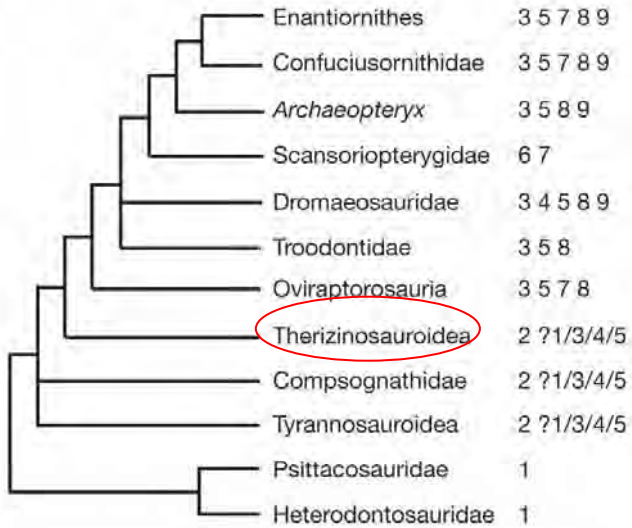 Enantiornithes 3 5 7 8 9
Confuciusornithidae 3 5 7 8 9
Archaeopteryx 3 5 8 9
Scansoriopterygidae 6 7
Dromaeosauridae 3 4 5 8 9
Troodontidae 3 5 8
Oviraptorosauria 3 5 7 8
Therizinosauroidea 2 ?1/3/4/5
Compsognathidae 2 ?1/3/4/5
Tyrannosauroidea 2 ?1/3/4/5
Psittacosauridae 1
Heterodontosauridae 1